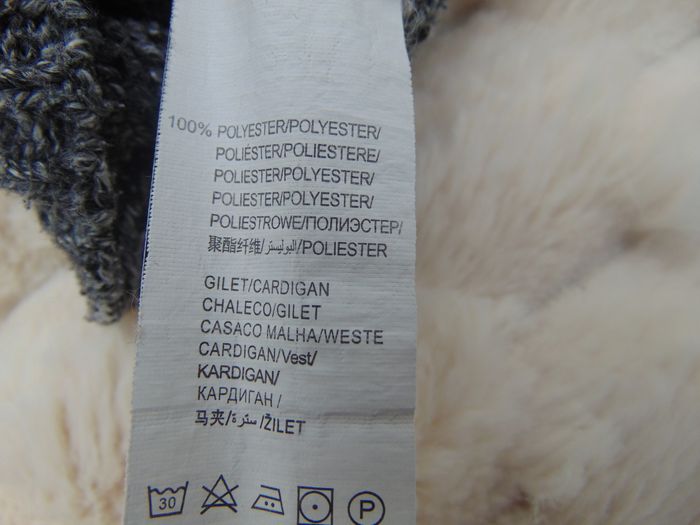 100% POLYESTER/POLYESTER/
POLIÉSTER/POLIESTERE/
POLIESTER/POLYESTER/
POLIESTER/POLYESTER/
POLIESTROWE/ПОЛИЭСТЕР/
聚酯纤维/البوليستر/POLIESTER
GILET/CARDIGAN
CHALECO/GILET
CASACO MALHA/WESTE
CARDIGAN/Vest/
KARDIGAN/
КАРДИГАН /
马夹/سترة/ŽILET
30
P